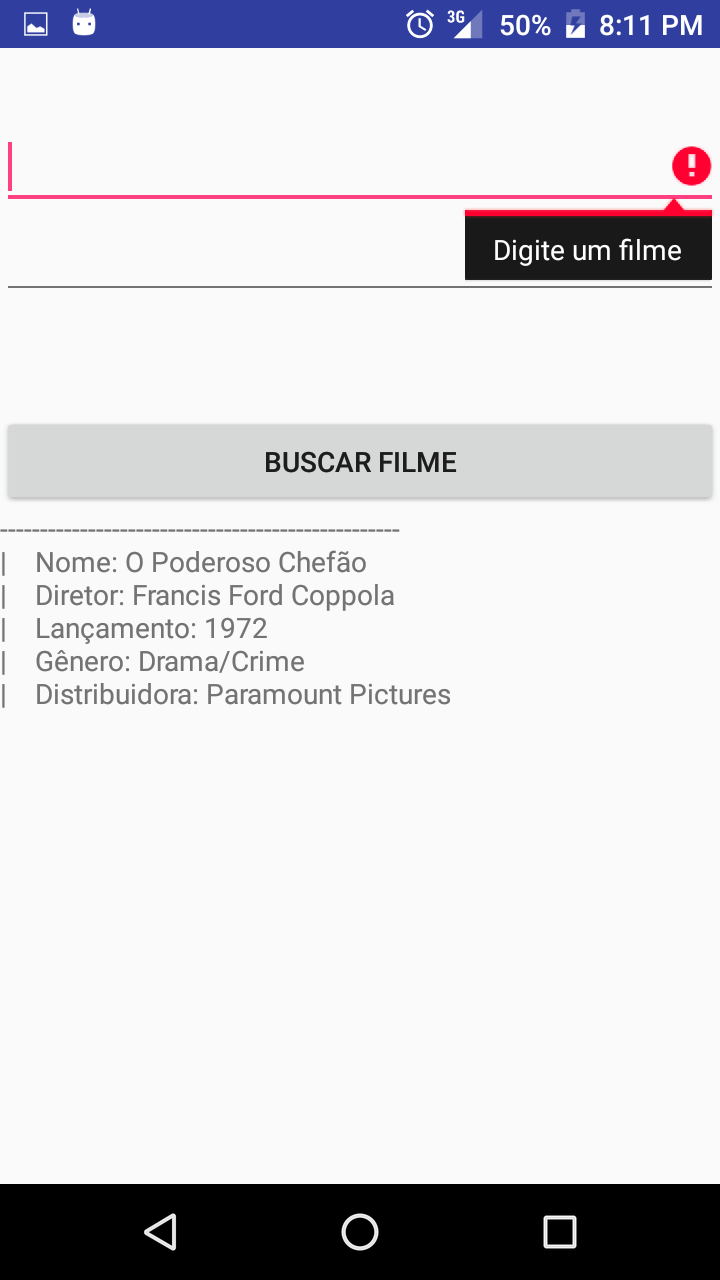 3G 50% 8:11 PM
Digite um filme
BUSCAR FILME
--------------------------------------------------
| Nome: O Poderoso Chefão
| Diretor: Francis Ford Coppola
| Lançamento: 1972
| Gênero: Drama/Crime
| Distribuidora: Paramount Pictures